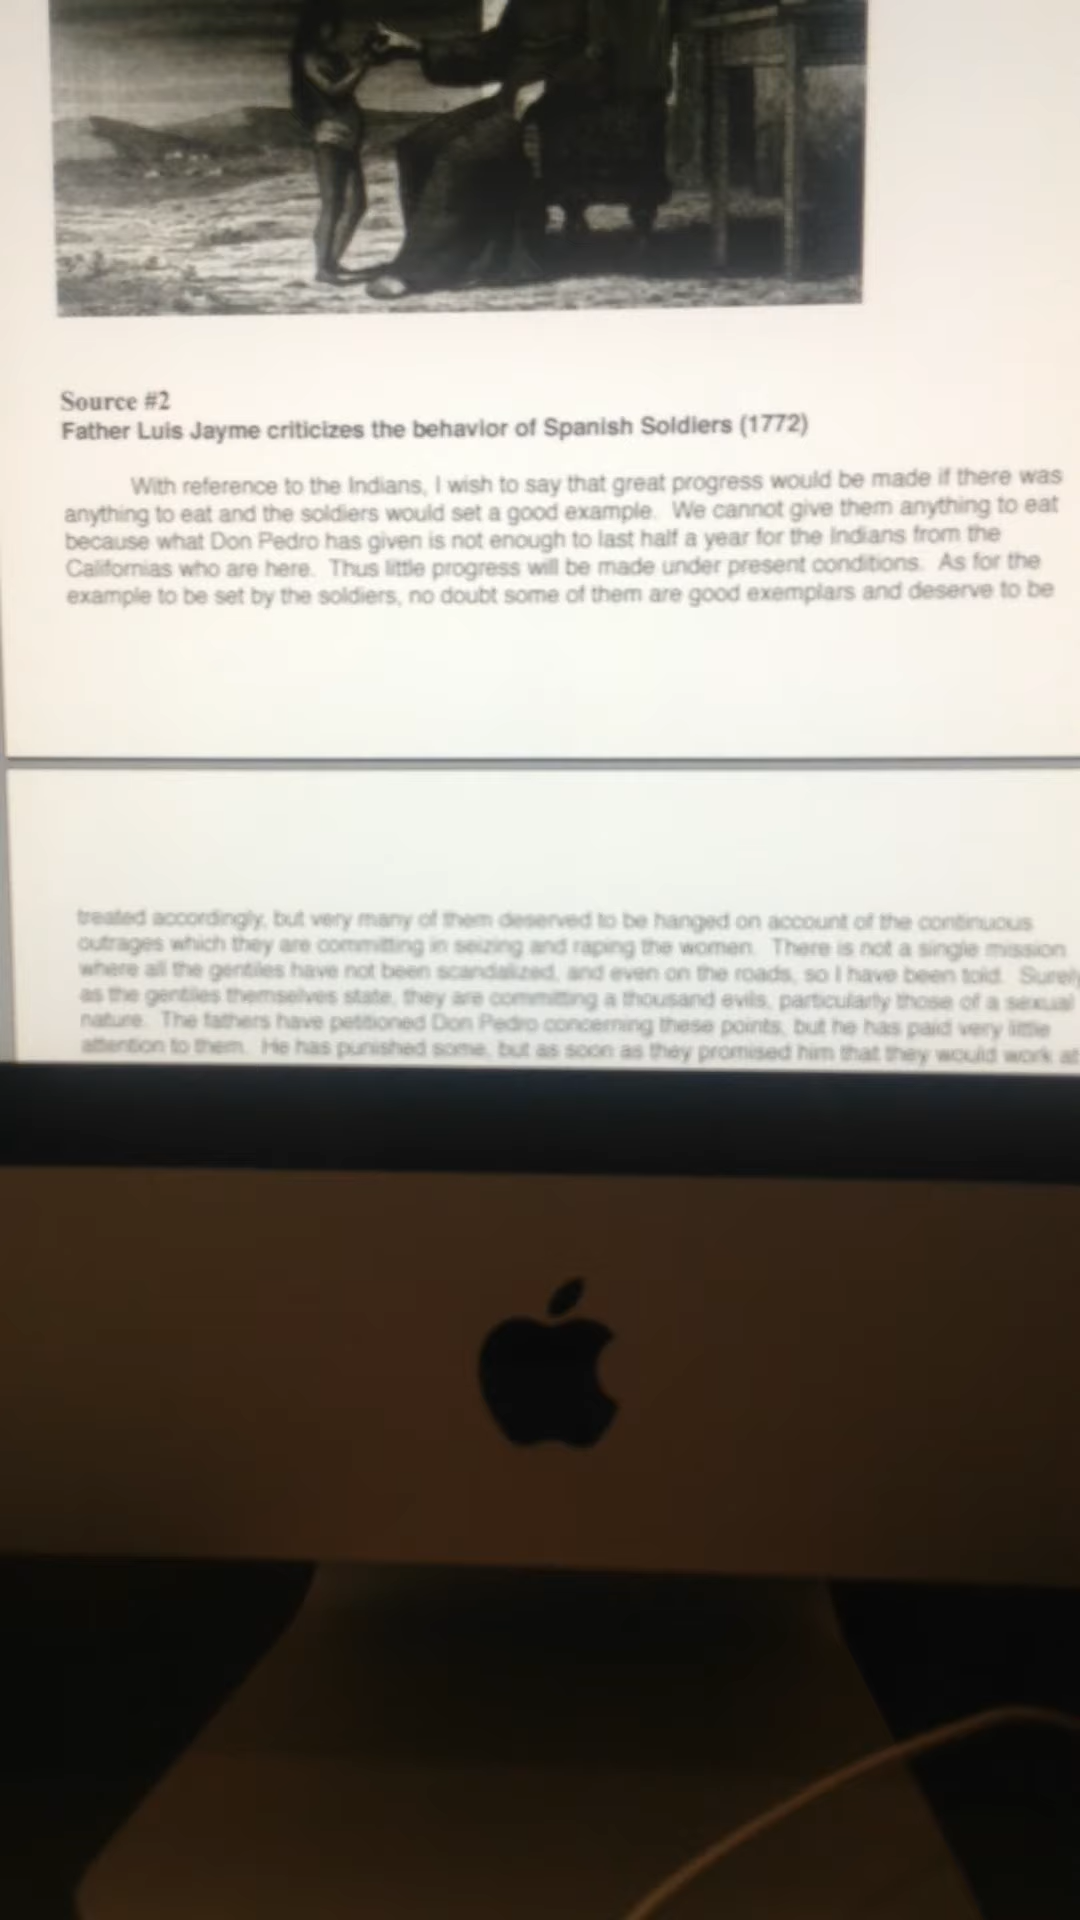 Source #2
Father Luis Jayme criticizes the behavior of Spanish Soldiers (1772)
With reference to the Indians, I wish to say that great progress would be made if there was
anything to eat and the soldiers would set a good example. We cannot give them anything to eat
because what Don Pedro has given is not enough to last half a year for the Indians from the
Californias who are here. Thus little progress will be made under present conditions. As for the
example to be set by the soldiers, no doubt some of them are good exemplars and deserve to be
treated accordingly, but very many of them deserved to be hanged on account of the continuous
outrages which they are committing in seizing and raping the women. There is not a single mission
where all the gentiles have not been scandalized, and even on the roads, so I have been told. Surely
as the gentiles themselves state, they are committing a thousand evils, particularly those of a sexual
nature. The fathers have petitioned Don Pedro concerning these points, but he has paid very little
attention to them. He has punished some, but as soon as they promised him that they would work at